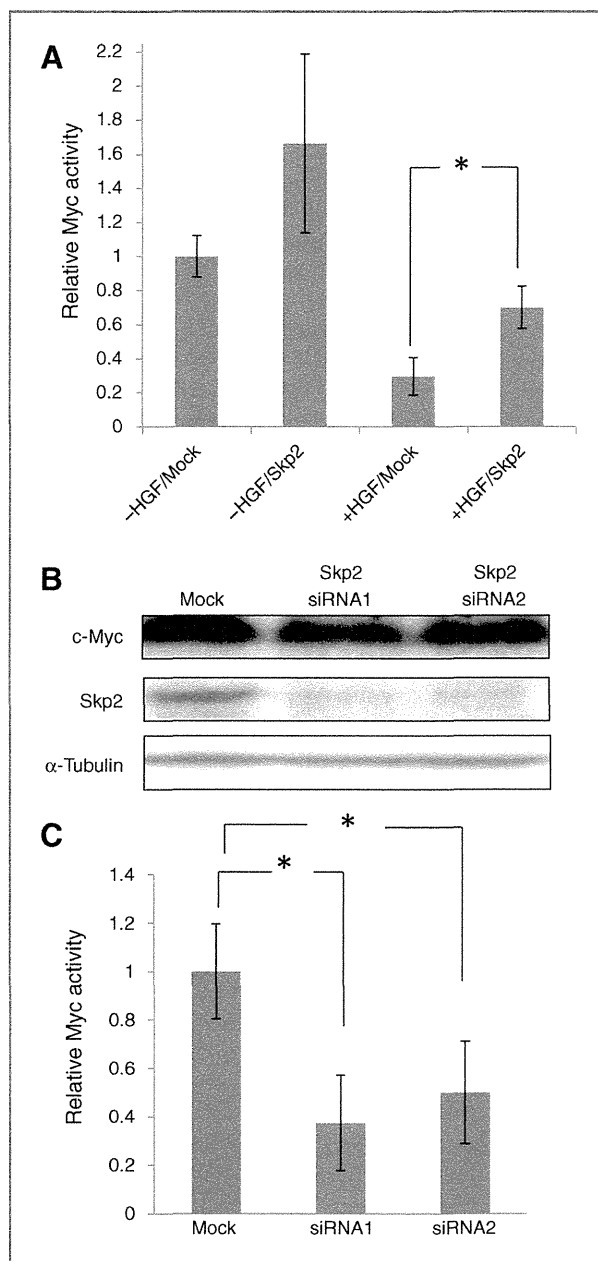 A
Relative Myc activity
2.2
2
1.8
1.6
1.4
1.2
1
0.8
0.6
0.4
0.2
0
*
–HGF/Mock
–HGF/Skp2
+HGF/Mock
+HGF/Skp2
B
Mock
Skp2
siRNA1
Skp2
siRNA2
c-Myc
Skp2
α-Tubulin
C
*
*
Relative Myc activity
1.4
1.2
1
0.8
0.6
0.4
0.2
0
Mock
siRNA1
siRNA2